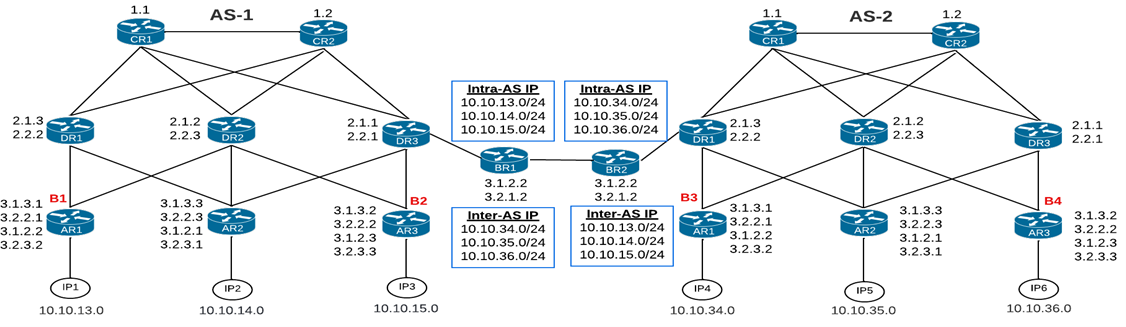 AS-1
1.1
1.2
CR1
CR2
2.1.3
2.2.2
DR1
2.1.2
2.2.3
DR2
2.1.1
2.2.1
DR3
B1
3.1.3.1
3.2.2.1
3.1.2.2
3.2.3.2
AR1
3.1.3.3
3.2.2.3
3.1.2.1
3.2.3.1
AR2
B2
3.1.3.2
3.2.2.2
3.1.2.3
3.2.3.3
AR3
IP1
10.10.13.0
IP2
10.10.14.0
IP3
10.10.15.0
Intra-AS IP
10.10.13.0/24
10.10.14.0/24
10.10.15.0/24
BR1
3.1.2.2
3.2.1.2
Inter-AS IP
10.10.34.0/24
10.10.35.0/24
10.10.36.0/24
Intra-AS IP
10.10.34.0/24
10.10.35.0/24
10.10.36.0/24
BR2
3.1.2.2
3.2.1.2
Inter-AS IP
10.10.13.0/24
10.10.14.0/24
10.10.15.0/24
AS-2
1.1
1.2
CR1
CR2
DR1
2.1.3
2.2.2
DR2
2.1.2
2.2.3
DR3
2.1.1
2.2.1
B3
AR1
3.1.3.1
3.2.2.1
3.1.2.2
3.2.3.2
AR2
3.1.3.3
3.2.2.3
3.1.2.1
3.2.3.1
B4
AR3
3.1.3.2
3.2.2.2
3.1.2.3
3.2.3.3
IP4
10.10.34.0
IP5
10.10.35.0
IP6
10.10.36.0